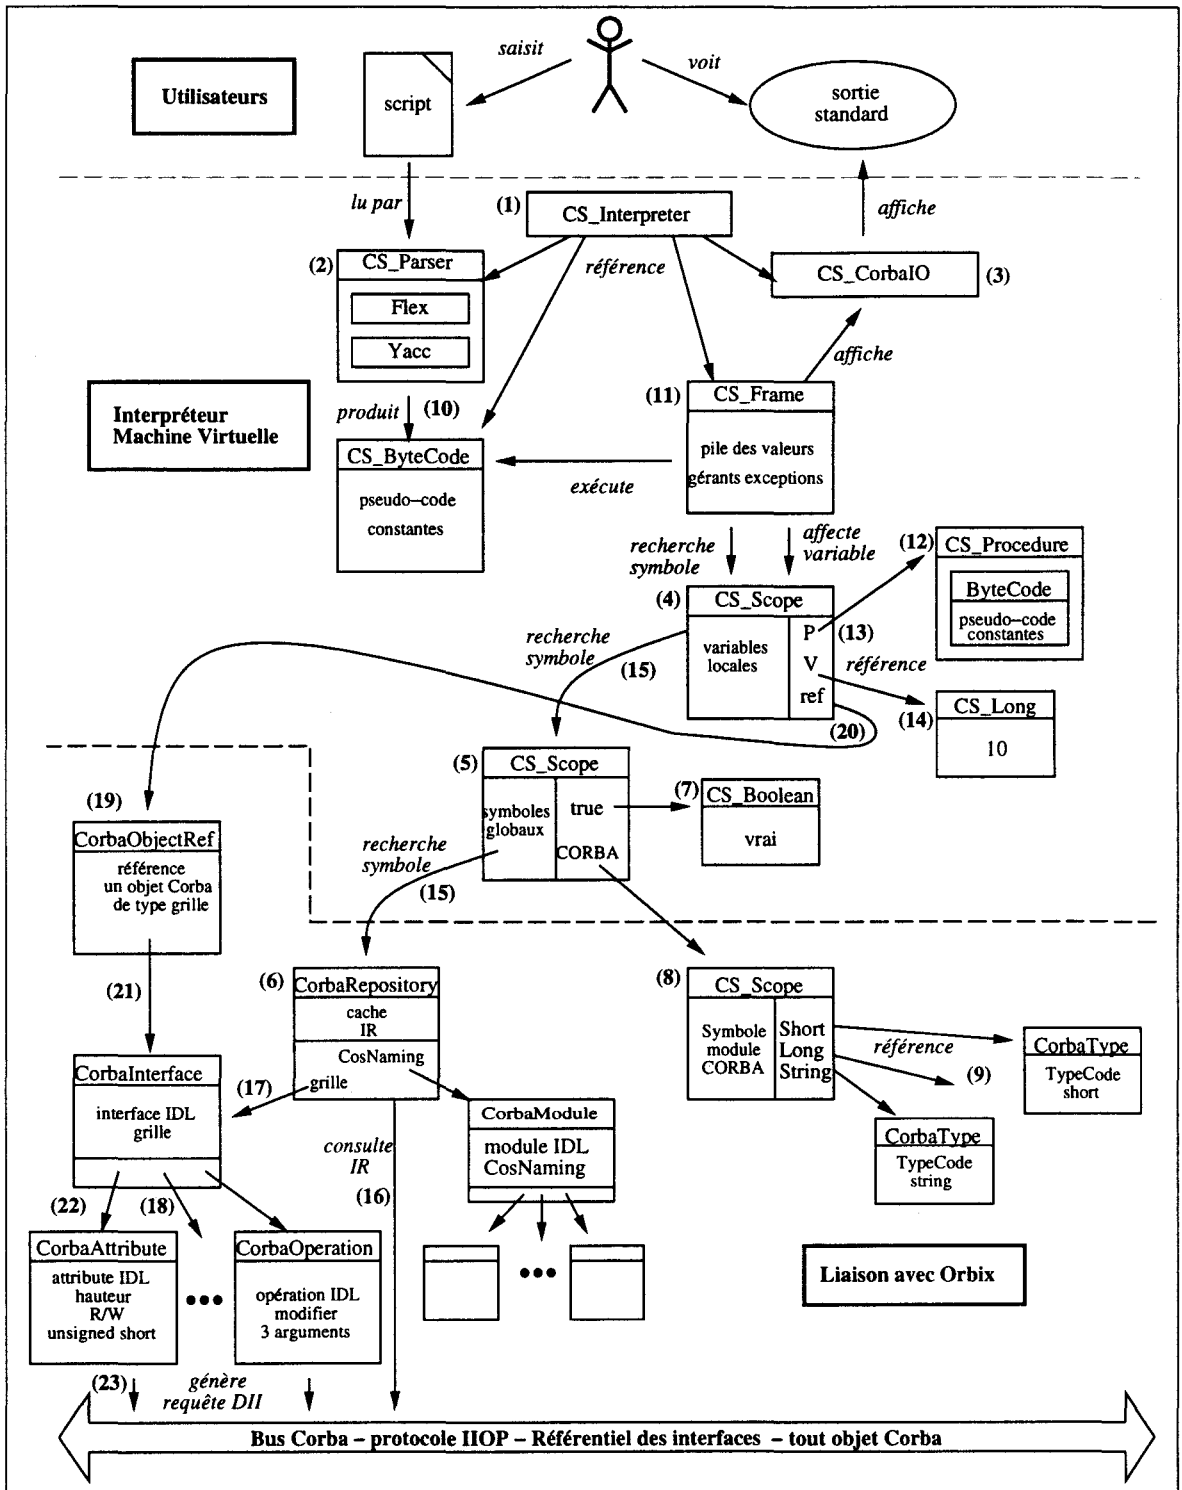 saisit
voit
Utilisateurs
script
sortie
standard
lu par
(1)
CS_Interpreter
affiche
(2)
CS_Parser
référence
CS_CorbaIO
(3)
Flex
Yacc
affiche
Interpréteur
Machine Virtuelle
produit
(10)
(11)
CS_Frame
pile des valeurs
gérants exceptions
CS_ByteCode
pseudo-code
constantes
exécute
recherche
symbole
affecte
variable
(12)
CS_Procedure
ByteCode
pseudo-code
constantes
(4)
CS_Scope
variables
locales
P
V
ref
(13)
référence
recherche
symbole
(15)
(14)
CS_Long
10
(20)
(5)
CS_Scope
symboles
globaux
true
CORBA
(7)
CS_Boolean
vrai
(19)
CorbaObjectRef
référence
un objet Corba
de type grille
recherche
symbole
(15)
(21)
(6)
CorbaRepository
cache
IR
CosNaming
grille
(8)
CS_Scope
Symbole
module
CORBA
Short
Long
String
référence
(9)
CorbaType
TypeCode
short
CorbaType
TypeCode
string
CorbaInterface
interface IDL
grille
(17)
consulte
IR
(16)
CorbaModule
module IDL
CosNaming
(22)
(18)
CorbaAttribute
attribute IDL
hauteur
R/W
unsigned short
CorbaOperation
opération IDL
modifier
3 arguments
Liaison avec Orbix
(23)
génère
requête DII
Bus Corba – protocole IIOP – Référentiel des interfaces – tout objet Corba